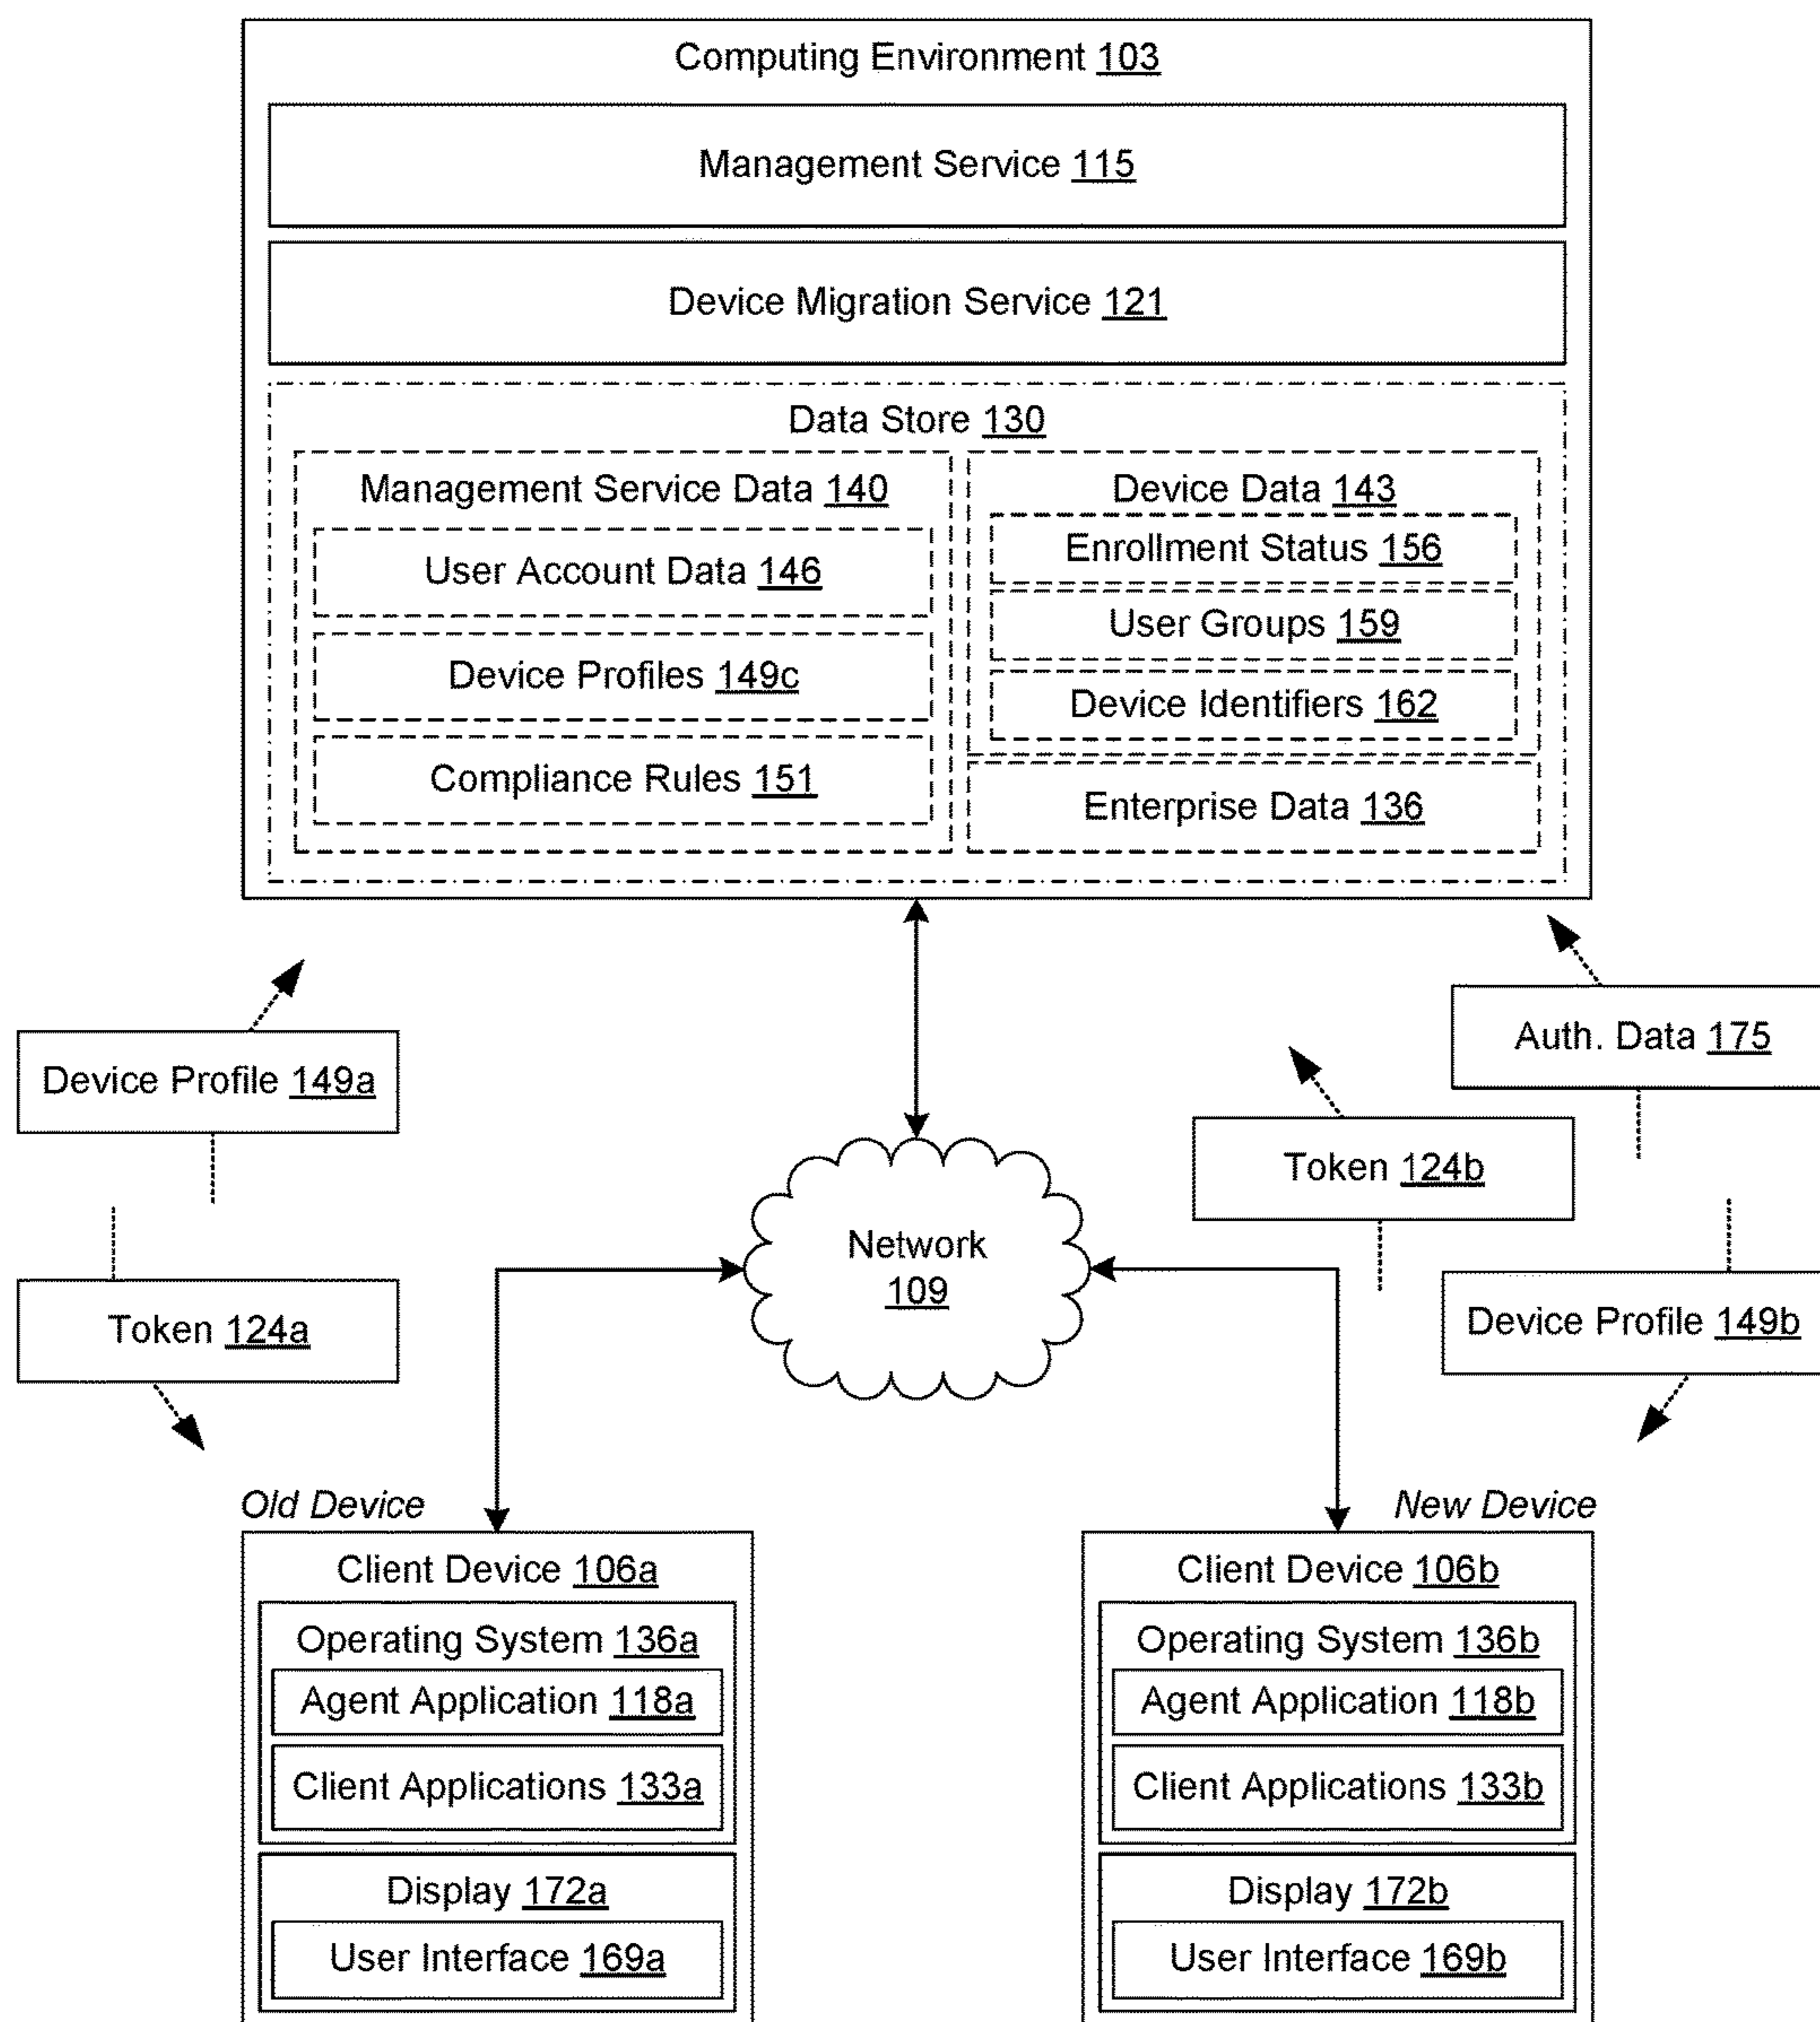 Computing Environment 103
Management Service 115
Device Migration Service 121
Data Store 130
Management Service Data 140
User Account Data 146
Device Profiles 149c
Compliance Rules 151
Device Data 143
Enrollment Status 156
User Groups 159
Device Identifiers 162
Enterprise Data 136
Device Profile 149a
Token 124a
Network
109
Auth. Data 175
Token 124b
Device Profile 149b
Old Device
Client Device 106a
Operating System 136a
Agent Application 118a
Client Applications 133a
Display 172a
User Interface 169a
New Device
Client Device 106b
Operating System 136b
Agent Application 118b
Client Applications 133b
Display 172b
User Interface 169b